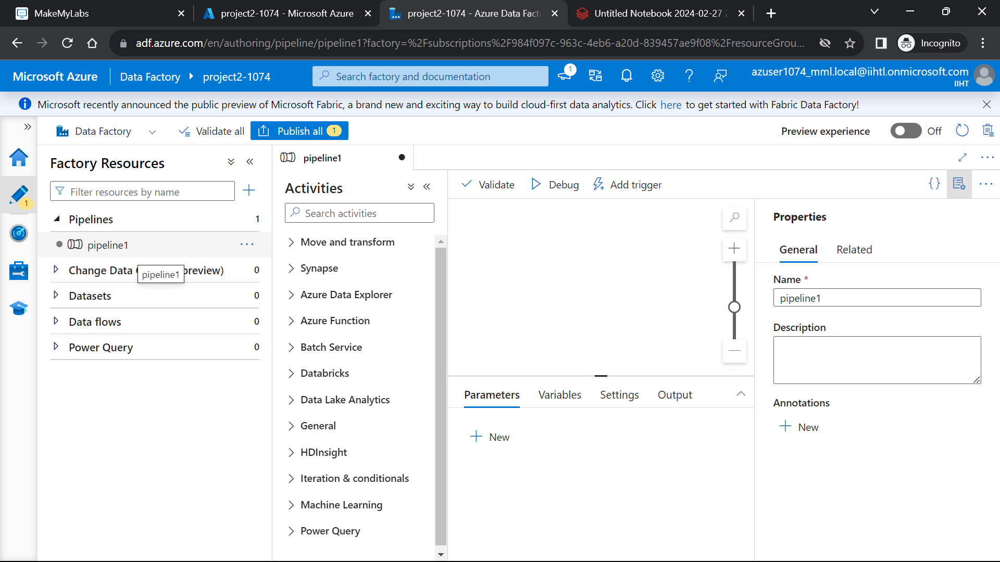 MakeMyLabs
project2-1074 - Microsoft Azure
project2-1074 - Azure Data Facto
Untitled Notebook 2024-02-27
adf.azure.com/en/authoring/pipeline/pipeline1?factory=%2Fsubscriptions%2F984f097c-963c-4eb6-a20d-839457ae9f08%2FresourceGrou...
Incognito
Microsoft Azure
Data Factory
project2-1074
Search factory and documentation
1
azuser1074_mml.local@iihtl.onmicrosoft.com
IIHT
Microsoft recently announced the public preview of Microsoft Fabric, a brand new and exciting way to build cloud-first data analytics. Click here to get started with Fabric Data Factory!
Data Factory
Validate all
Publish all 1
Preview experience
Off
Factory Resources
Filter resources by name
1
Pipelines 1
pipeline1
Change Data preview) 0
pipeline1
Datasets 0
Data flows 0
Power Query 0
pipeline1
Activities
Search activities
Move and transform
Synapse
Azure Data Explorer
Azure Function
Batch Service
Databricks
Data Lake Analytics
General
HDInsight
Iteration & conditionals
Machine Learning
Power Query
Validate
Debug
Add trigger
Parameters
Variables
Settings
Output
New
Properties
General
Related
Name *
pipeline1
Description
Annotations
New